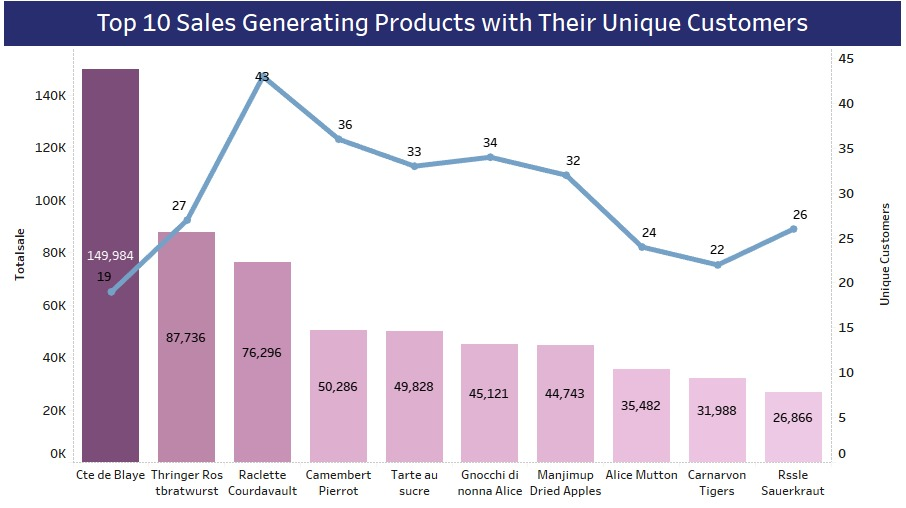 Top 10 Sales Generating Products with Their Unique Customers
45
140K
40
120K
35
100K
30
80K
25
60K
20
15
40K
10
20K
5
0K
0
Totalsale
Unique Customers
43
36
33
34
32
27
24
22
26
19
149,984
87,736
76,296
50,286
49,828
45,121
44,743
35,482
31,988
26,866
Cte de Blaye
Thringer Ros
tbratwurst
Raclette
Courdavault
Camembert
Pierrot
Tarte au
sucre
Gnocchi di
nonna Alice
Manjimup
Dried Apples
Alice Mutton
Carnarvon
Tigers
Rssle
Sauerkraut